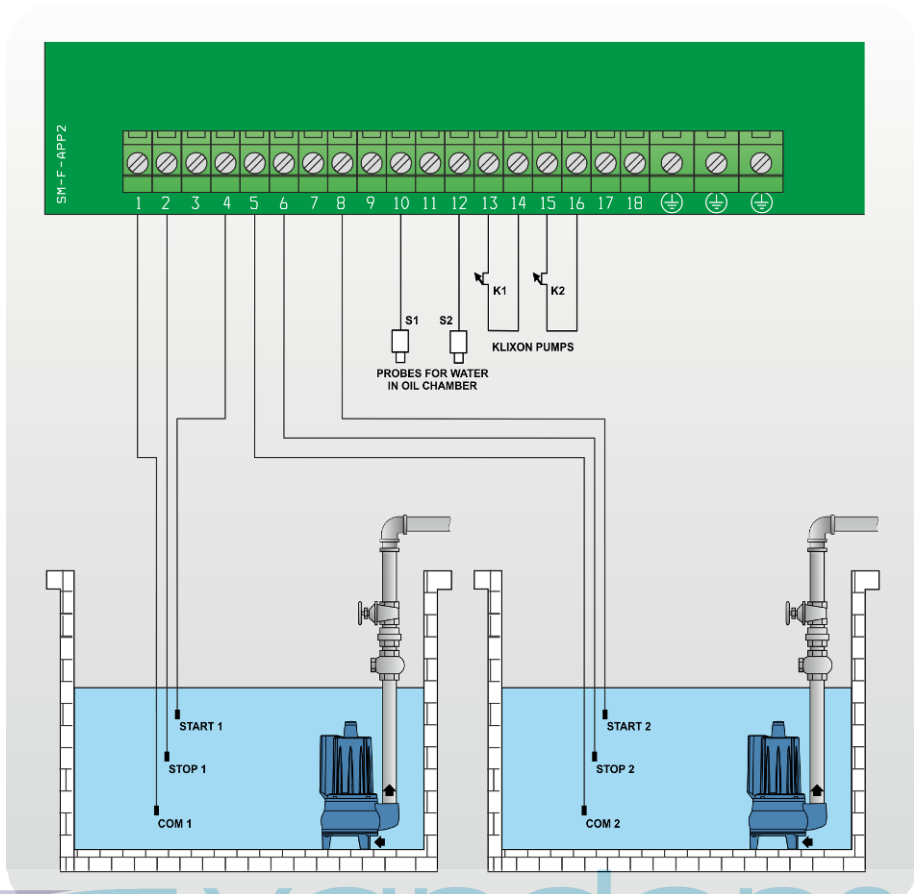 SM-F-APP2
1 2 3 4 5 6 7 8 9 10 11 12 13 14 15 16 17 18
K1
K2
S1
S2
KLIXON PUMPS
PROBES FOR WATER
IN OIL CHAMBER
START 1
STOP 1
COM 1
START 2
STOP 2
COM 2